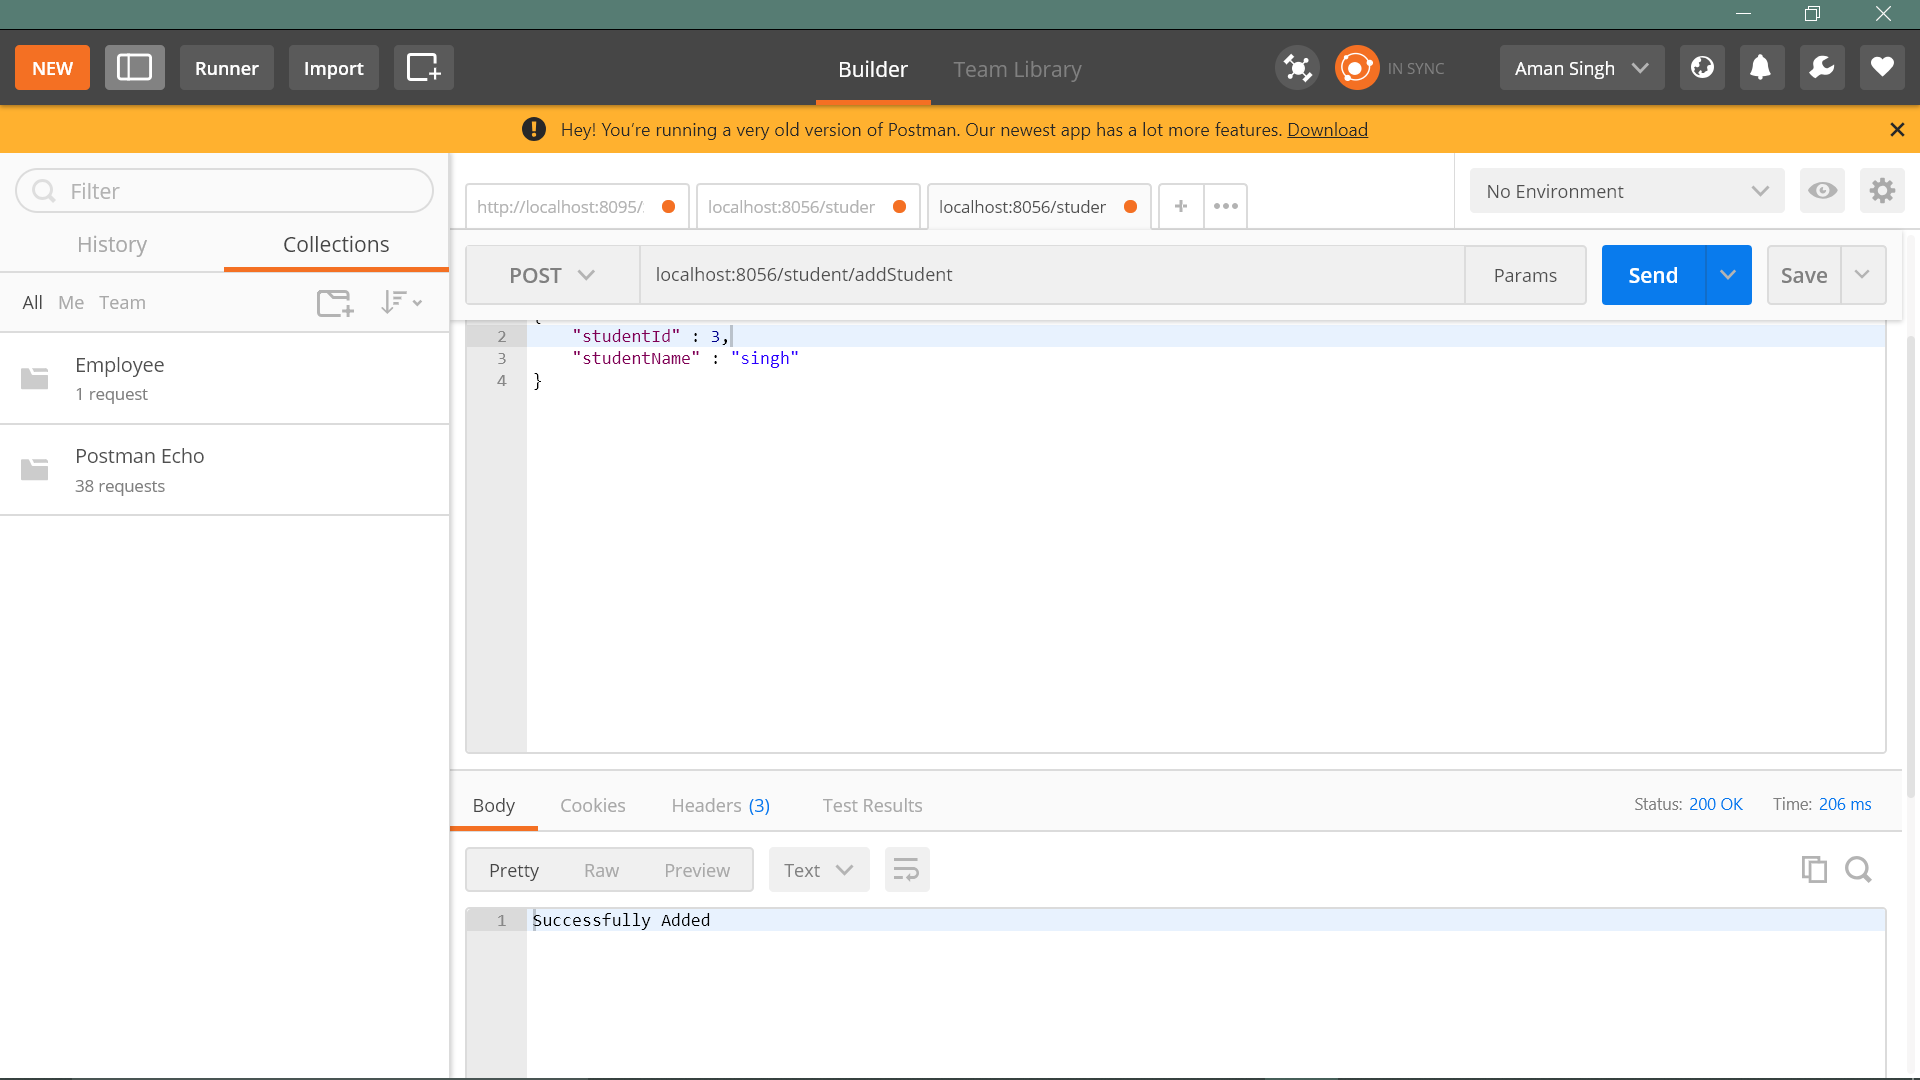 NEW Runner Import Builder Team Library IN SYNC Aman Singh
Hey! You're running a very old version of Postman. Our newest app has a lot more features. Download
Filter
History Collections
All Me Team
Employee
1 request
Postman Echo
38 requests
http://localhost:8095/ localhost:8056/studer localhost:8056/studer + •••
No Environment
POST localhost:8056/student/addStudent Params Send Save
{
2 "studentId" : 3,
3 "studentName" : "singh"
4 }
Body Cookies Headers (3) Test Results Status: 200 OK Time: 206 ms
Pretty Raw Preview Text
1 Successfully Added